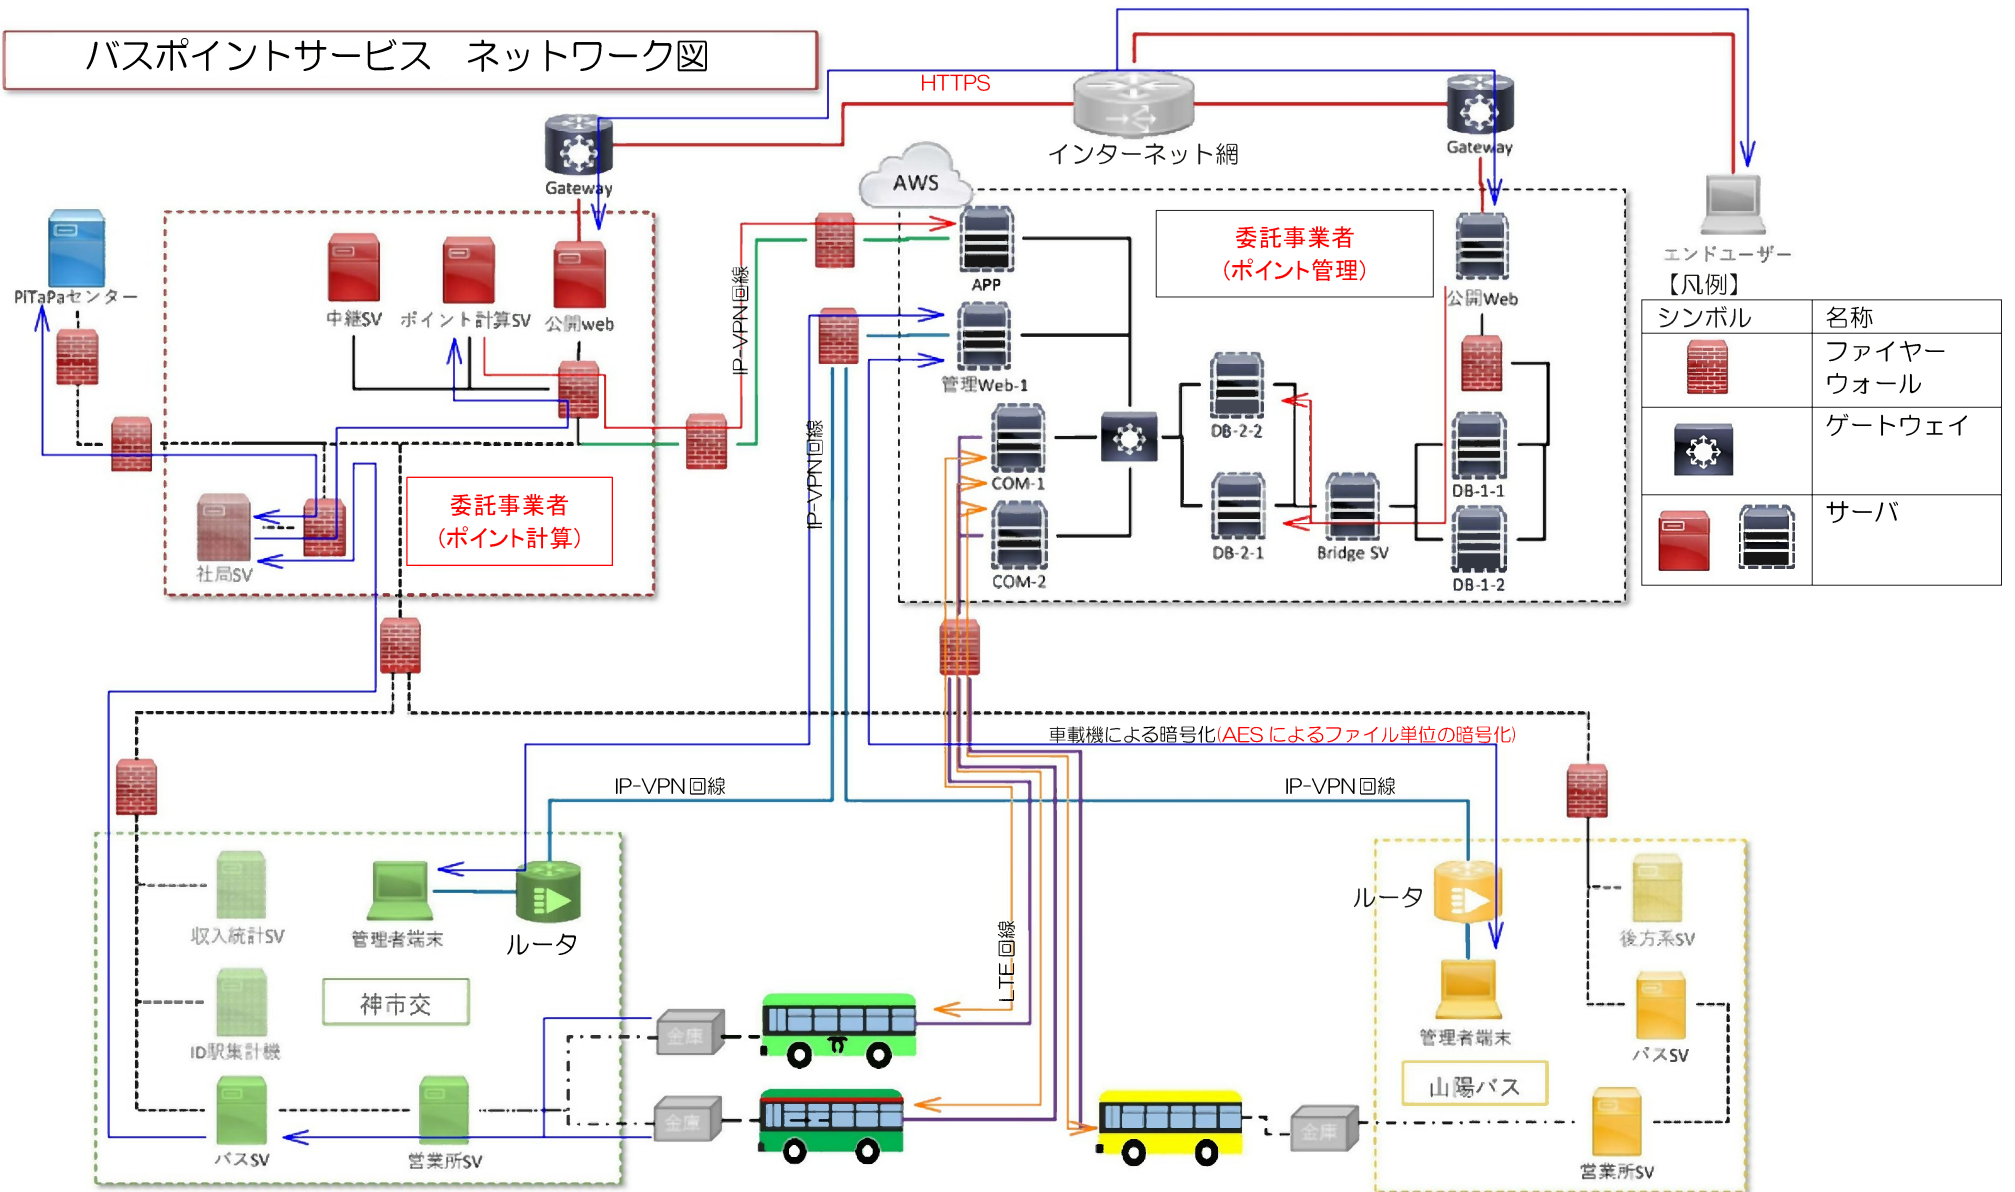 バスポイントサービス　ネットワーク図
HTTPS
インターネット網
Gateway
Gateway
AWS
エンドユーザー
PiTaPaセンター
中継SV
ポイント計算SV
公開web
IP-VPN回線
APP
管理Web-1
委託事業者
(ポイント管理)
公開Web
【凡例】
シンボル
名称
ファイヤー
ウォール
ゲートウェイ
サーバ
IP-VPN回線
COM-1
COM-2
DB-2-2
DB-2-1
Bridge SV
DB-1-1
DB-1-2
委託事業者
(ポイント計算)
社局SV
車載機による暗号化(AES によるファイル単位の暗号化)
IP-VPN回線
IP-VPN回線
収入統計SV
管理者端末
ルータ
ID駅集計機
神市交
バスSV
営業所SV
金庫
金庫
LTE 回線
ルータ
後方系SV
管理者端末
バスSV
山陽バス
金庫
営業所SV